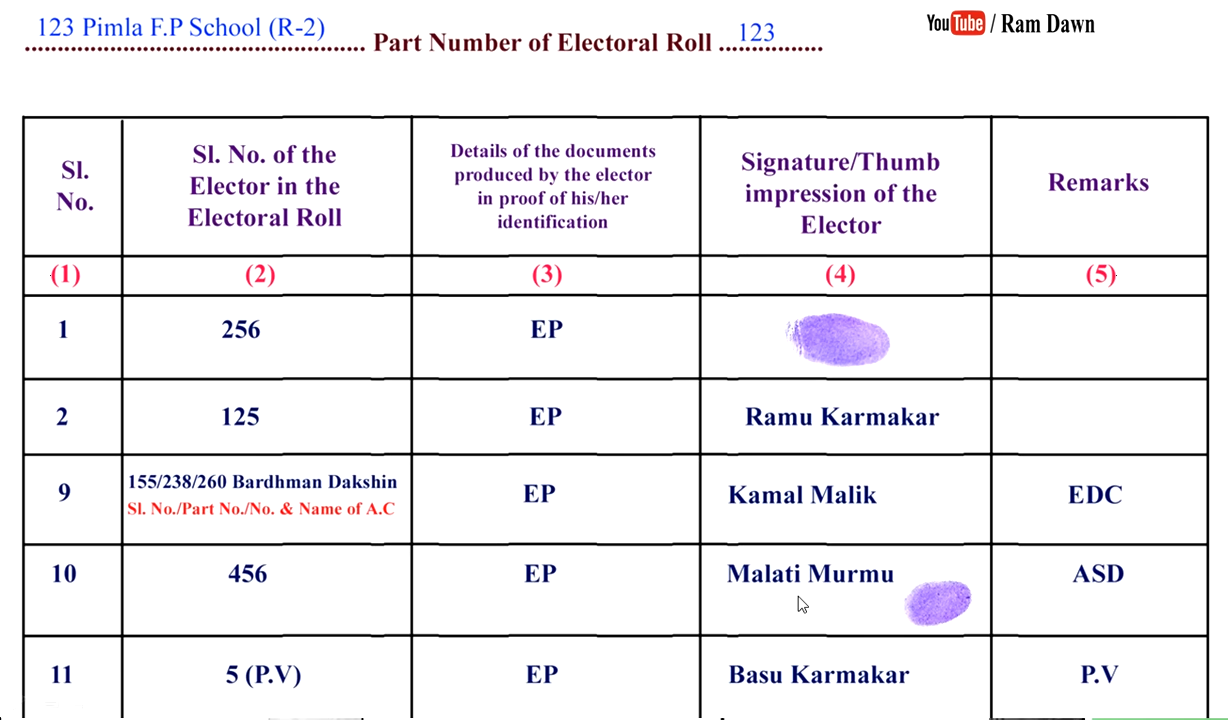 123 Pimla F.P School (R-2)
Part Number of Electoral Roll
123
YouTube / Ram Dawn
Sl. No.
Sl. No. of the
Elector in the
Electoral Roll
Details of the documents
produced by the elector
in proof of his/her
identification
Signature/Thumb
impression of the
Elector
Remarks
(1) (2) (3) (4) (5)
1 256 EP
2 125 EP Ramu Karmakar
9 155/238/260 Bardhman Dakshin EP Kamal Malik EDC
Sl. No./Part No./No. & Name of A.C
10 456 EP Malati Murmu ASD
11 5 (P.V) EP Basu Karmakar P.V